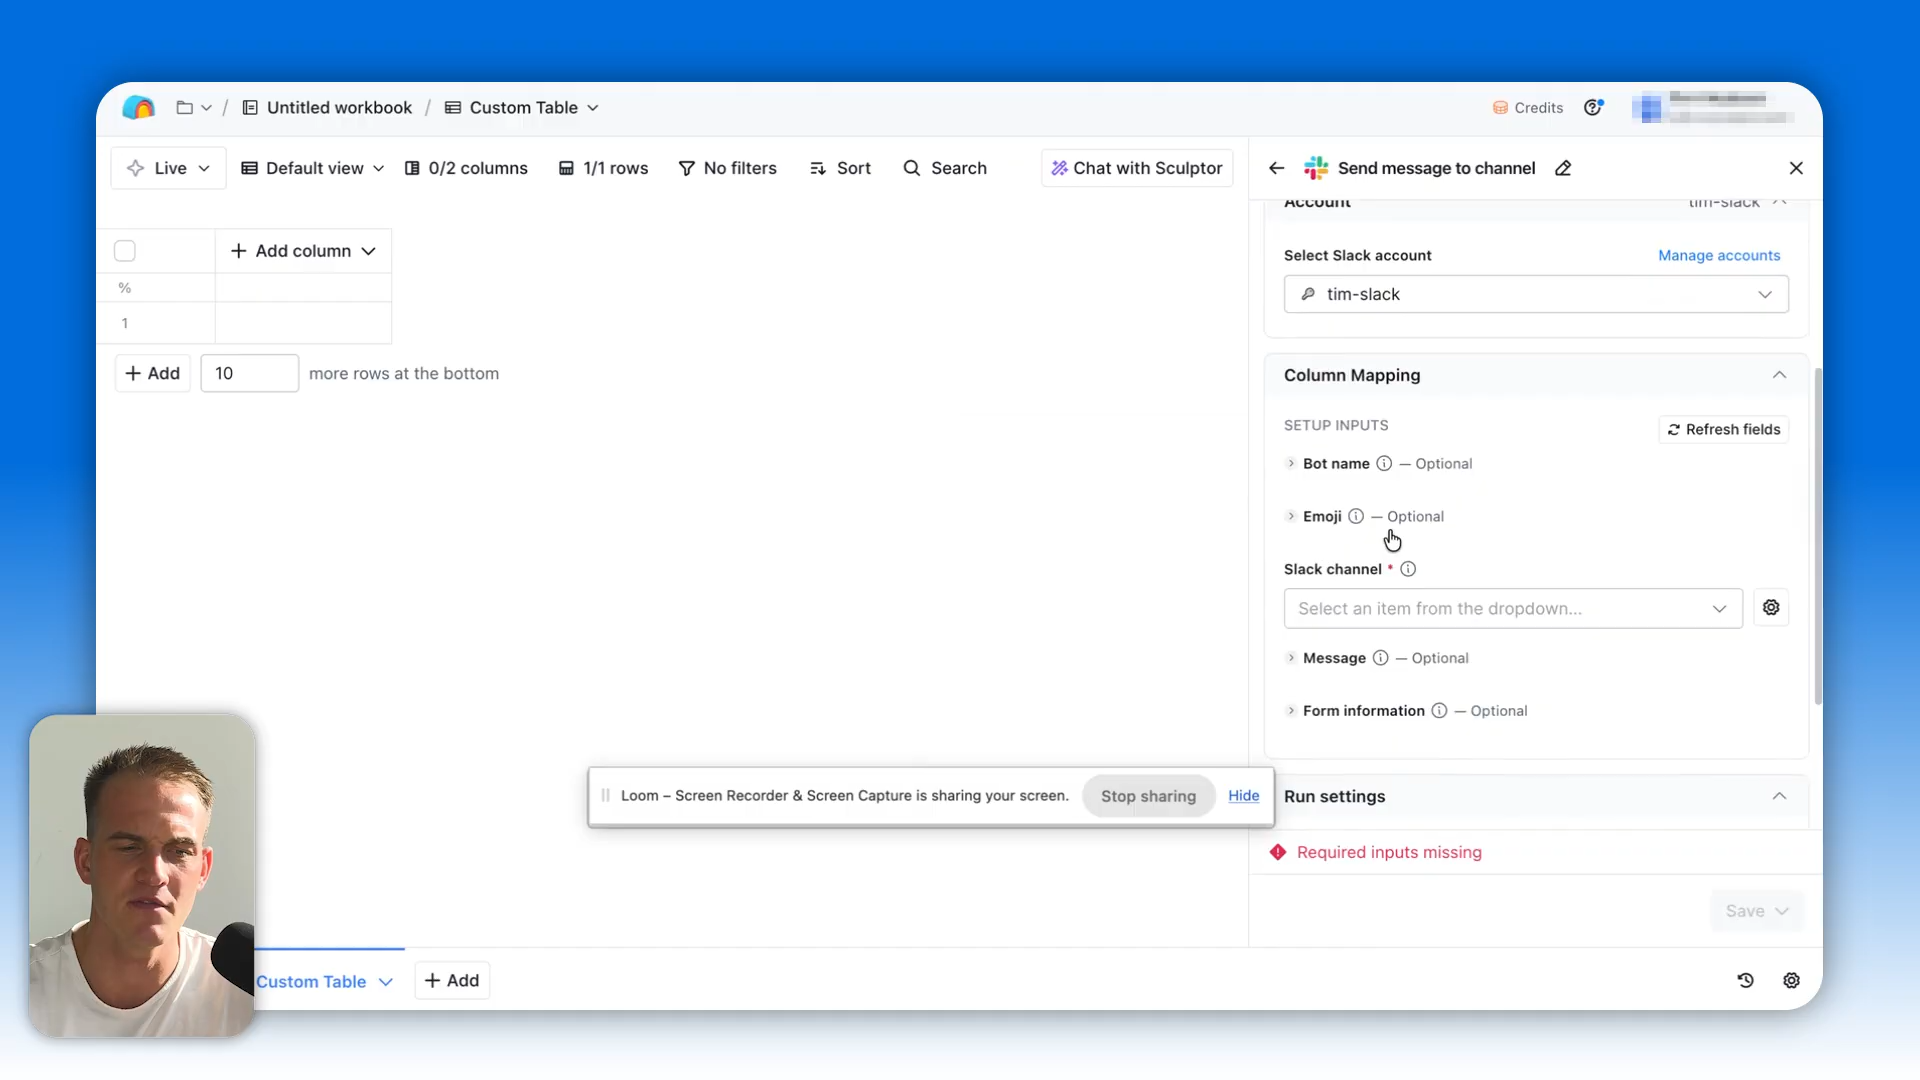 / Untitled workbook / Custom Table
Credits
Live
Default view
0/2 columns
1/1 rows
No filters
Sort
Search
Chat with Sculptor
Send message to channel
Account
tim-slack
Add column
Select Slack account
Manage accounts
%
tim-slack
1
+ Add
10
more rows at the bottom
Column Mapping
SETUP INPUTS
Refresh fields
Bot name — Optional
Emoji — Optional
Slack channel *
Select an item from the dropdown...
Message — Optional
Form information — Optional
Loom – Screen Recorder & Screen Capture is sharing your screen.
Stop sharing
Hide
Run settings
Required inputs missing
Save
Custom Table
+ Add